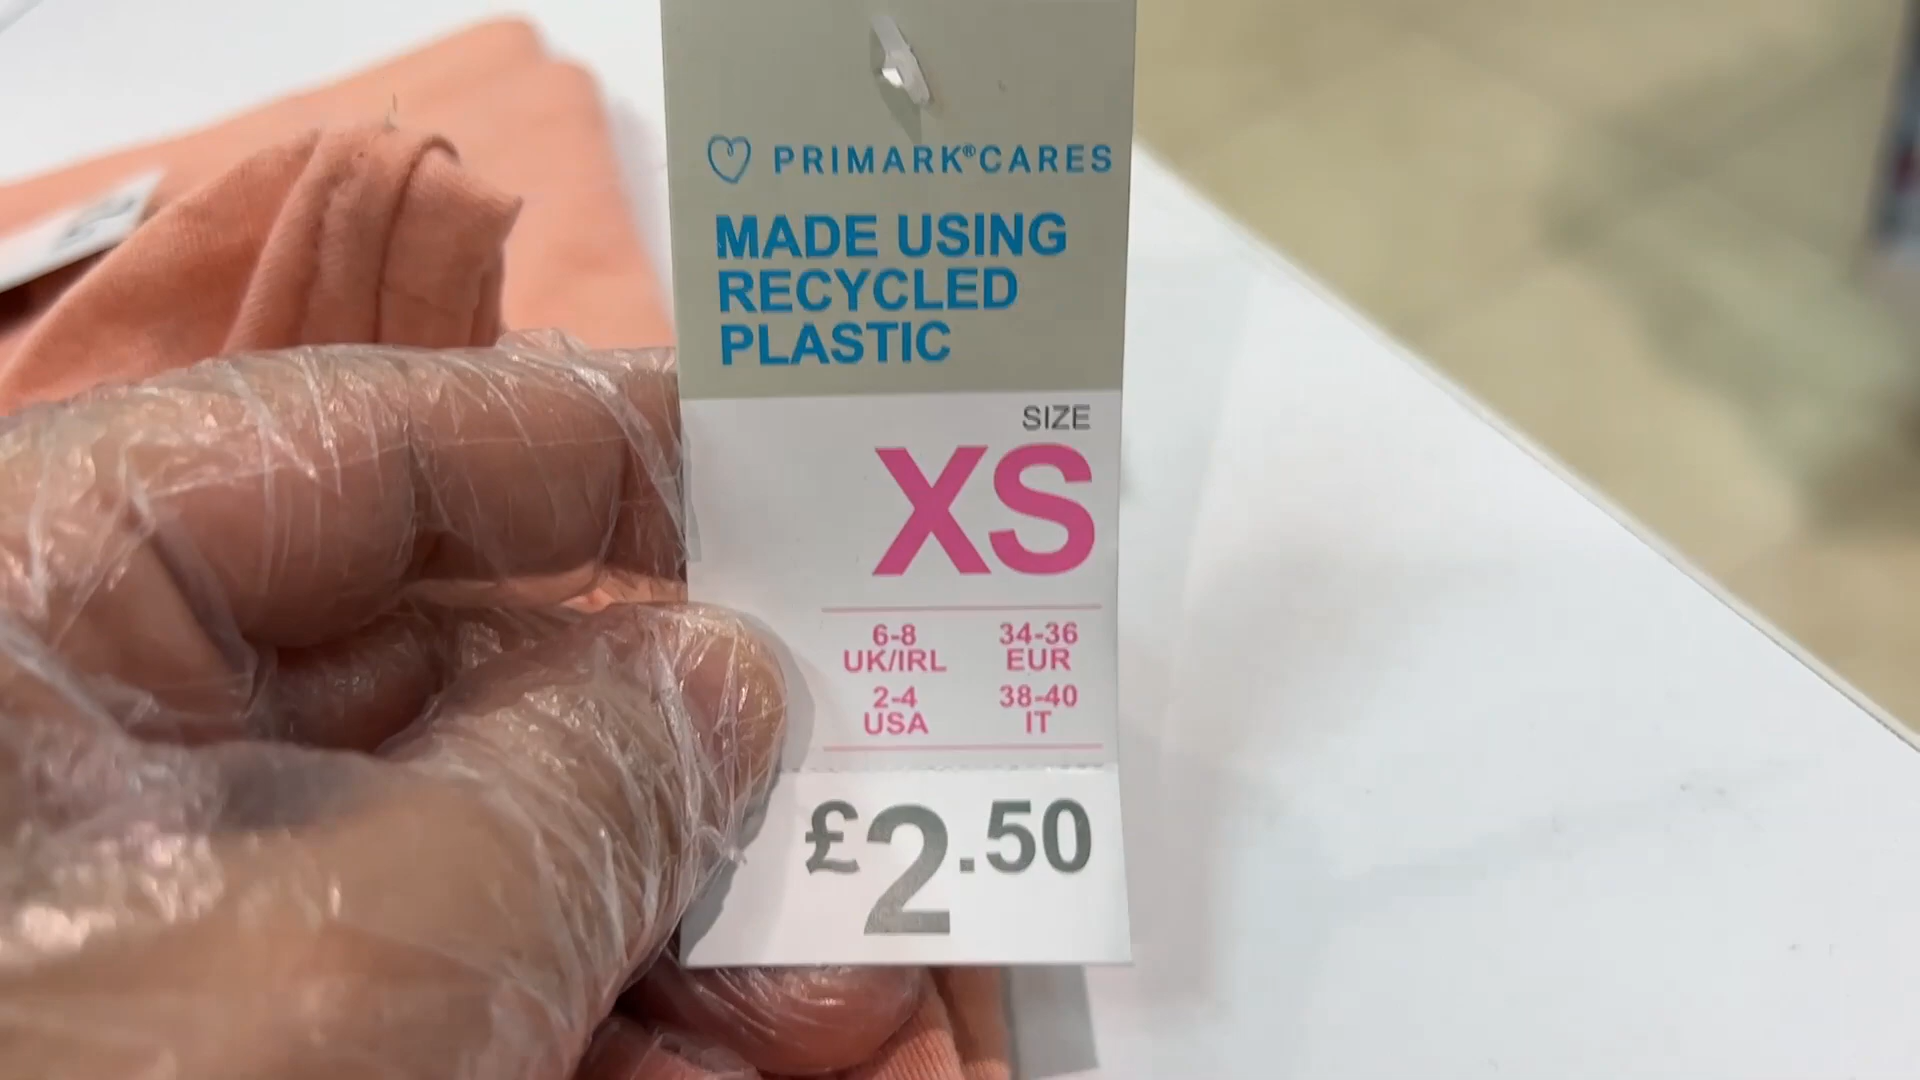 PRIMARK®CARES
MADE USING
RECYCLED
PLASTIC
SIZE
XS
6-8 34-36
UK/IRL EUR
2-4 38-40
USA IT
£2.50